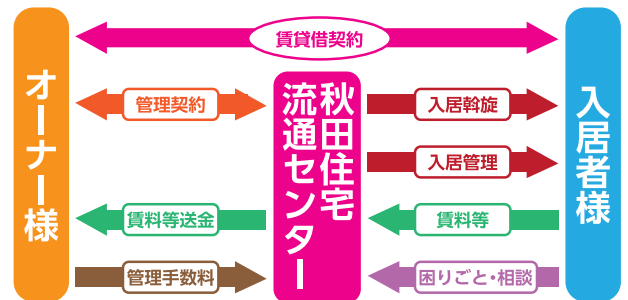 賃貸借契約
オーナー様
管理契約
賃料等送金
管理手数料
秋田住宅
流通センター
入居斡旋
入居管理
賃料等
困りごと・相談
入居者様